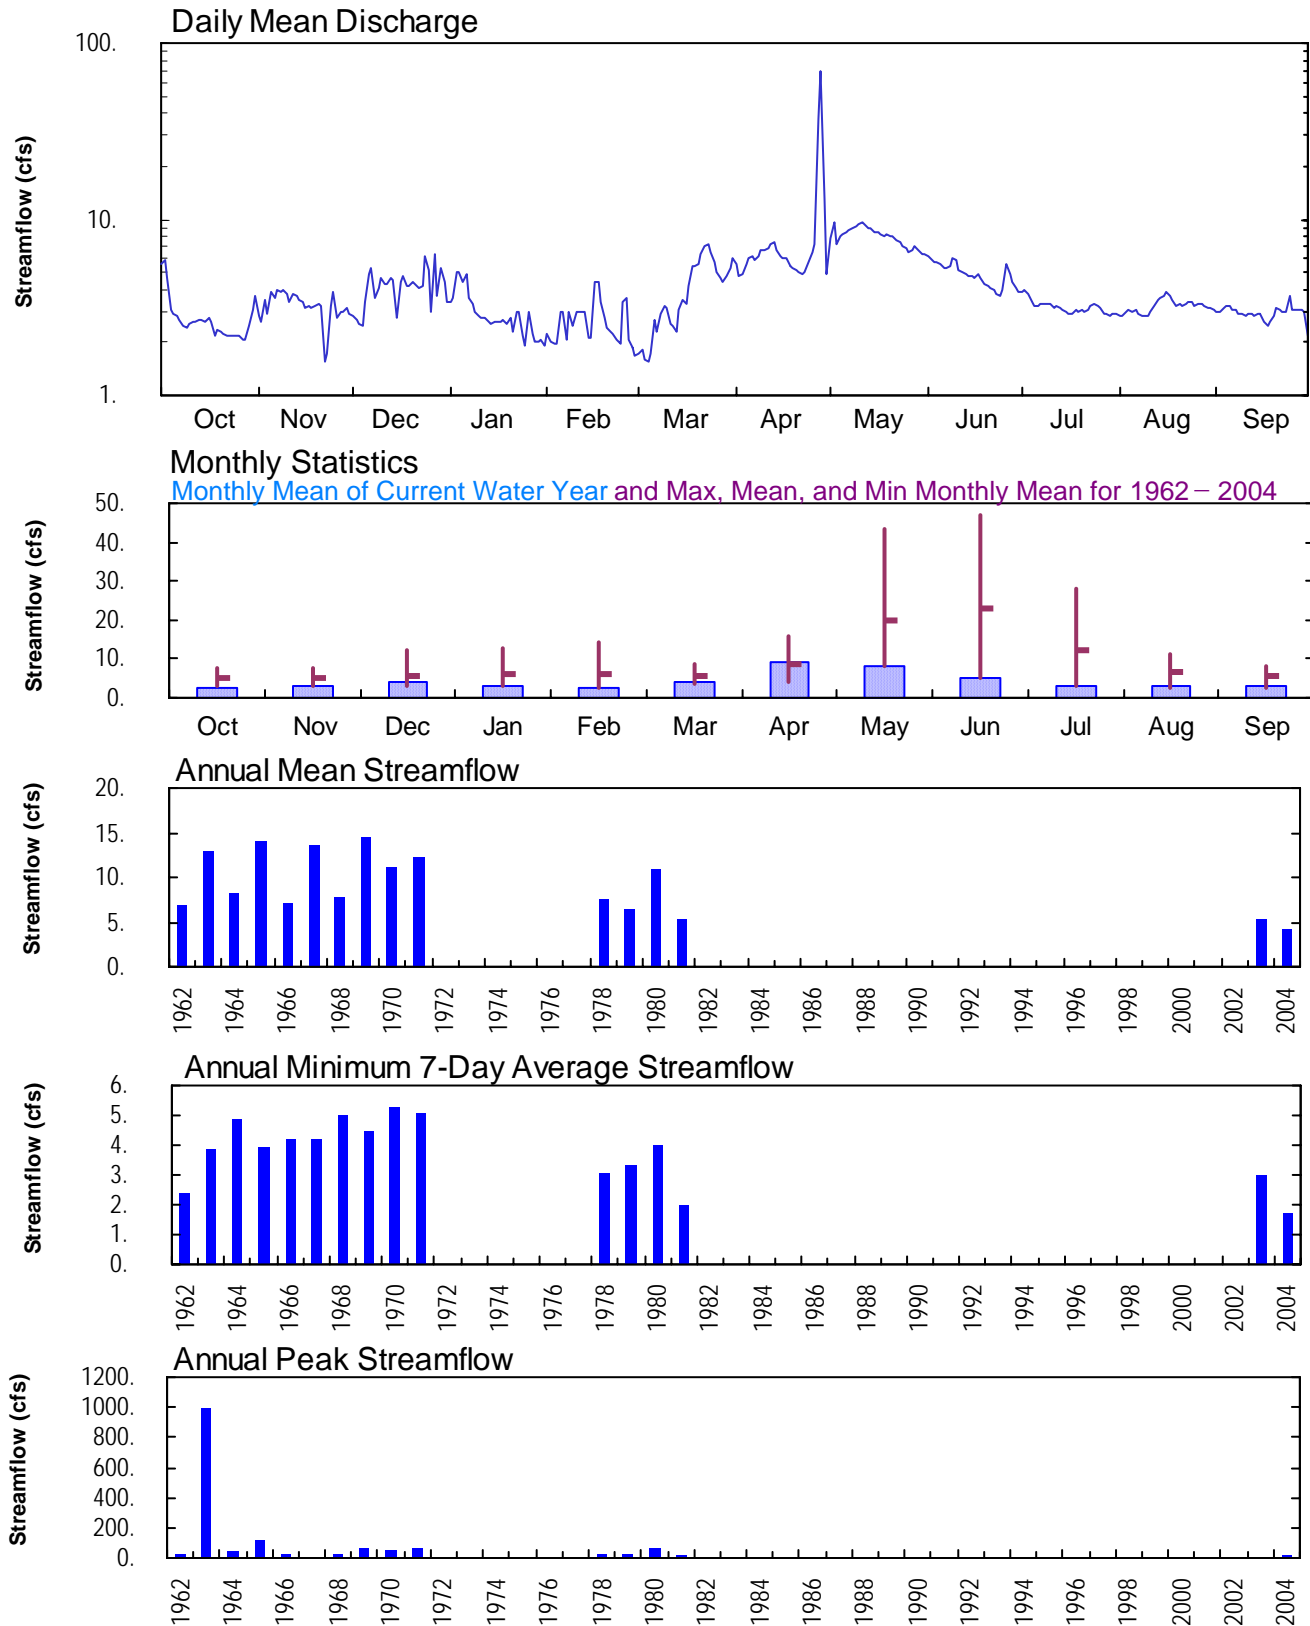 Daily Mean Discharge
Streamflow (cfs)
100.
10.
1.
Oct Nov Dec Jan Feb Mar Apr May Jun Jul Aug Sep
Monthly Statistics
Monthly Mean of Current Water Year and Max, Mean, and Min Monthly Mean for 1962 – 2004
Streamflow (cfs)
50.
40.
30.
20.
10.
0.
Oct Nov Dec Jan Feb Mar Apr May Jun Jul Aug Sep
Annual Mean Streamflow
Streamflow (cfs)
20.
15.
10.
5.
0.
1962 1964 1966 1968 1970 1972 1974 1976 1978 1980 1982 1984 1986 1988 1990 1992 1994 1996 1998 2000 2002 2004
Annual Minimum 7-Day Average Streamflow
Streamflow (cfs)
6.
5.
4.
3.
2.
1.
0.
1962 1964 1966 1968 1970 1972 1974 1976 1978 1980 1982 1984 1986 1988 1990 1992 1994 1996 1998 2000 2002 2004
Annual Peak Streamflow
Streamflow (cfs)
1200.
1000.
800.
600.
400.
200.
0.
1962 1964 1966 1968 1970 1972 1974 1976 1978 1980 1982 1984 1986 1988 1990 1992 1994 1996 1998 2000 2002 2004